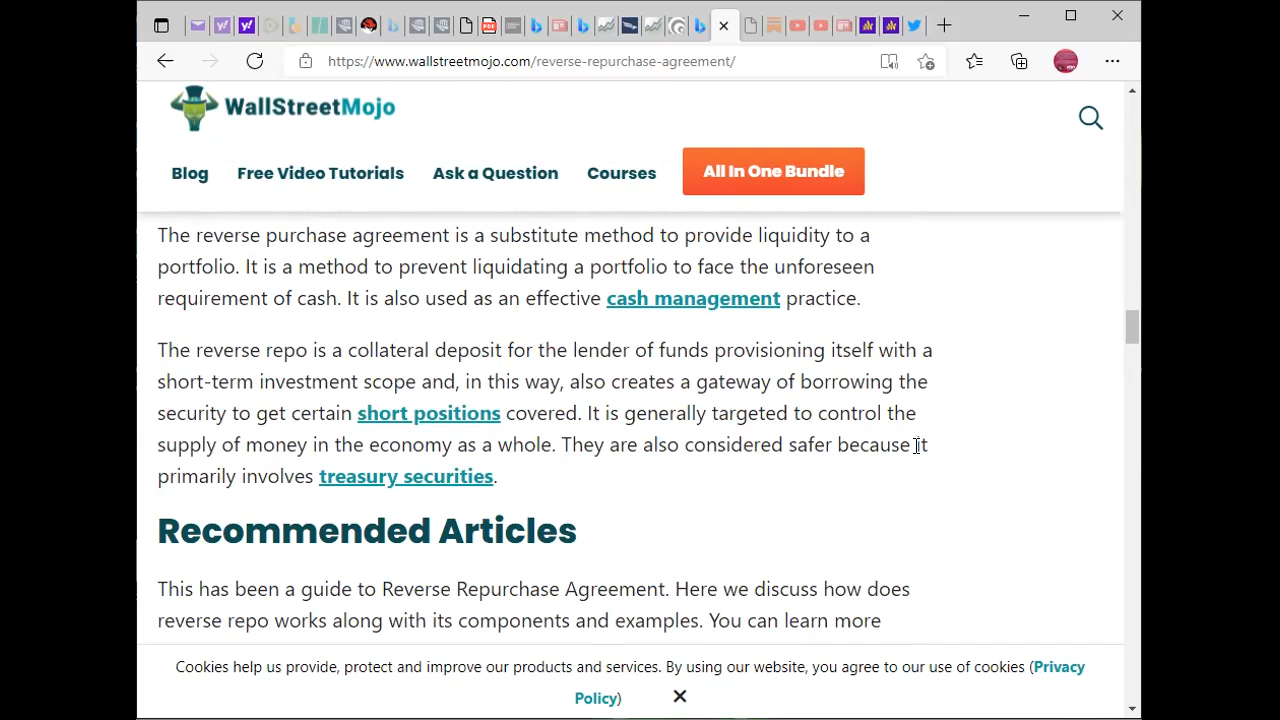 https://www.wallstreetmojo.com/reverse-repurchase-agreement/
WallStreetMojo
Blog Free Video Tutorials Ask a Question Courses All In One Bundle
The reverse purchase agreement is a substitute method to provide liquidity to a
portfolio. It is a method to prevent liquidating a portfolio to face the unforeseen
requirement of cash. It is also used as an effective cash management practice.
The reverse repo is a collateral deposit for the lender of funds provisioning itself with a
short-term investment scope and, in this way, also creates a gateway of borrowing the
security to get certain short positions covered. It is generally targeted to control the
supply of money in the economy as a whole. They are also considered safer because it
primarily involves treasury securities.
Recommended Articles
This has been a guide to Reverse Repurchase Agreement. Here we discuss how does
reverse repo works along with its components and examples. You can learn more
Cookies help us provide, protect and improve our products and services. By using our website, you agree to our use of cookies (Privacy
Policy)